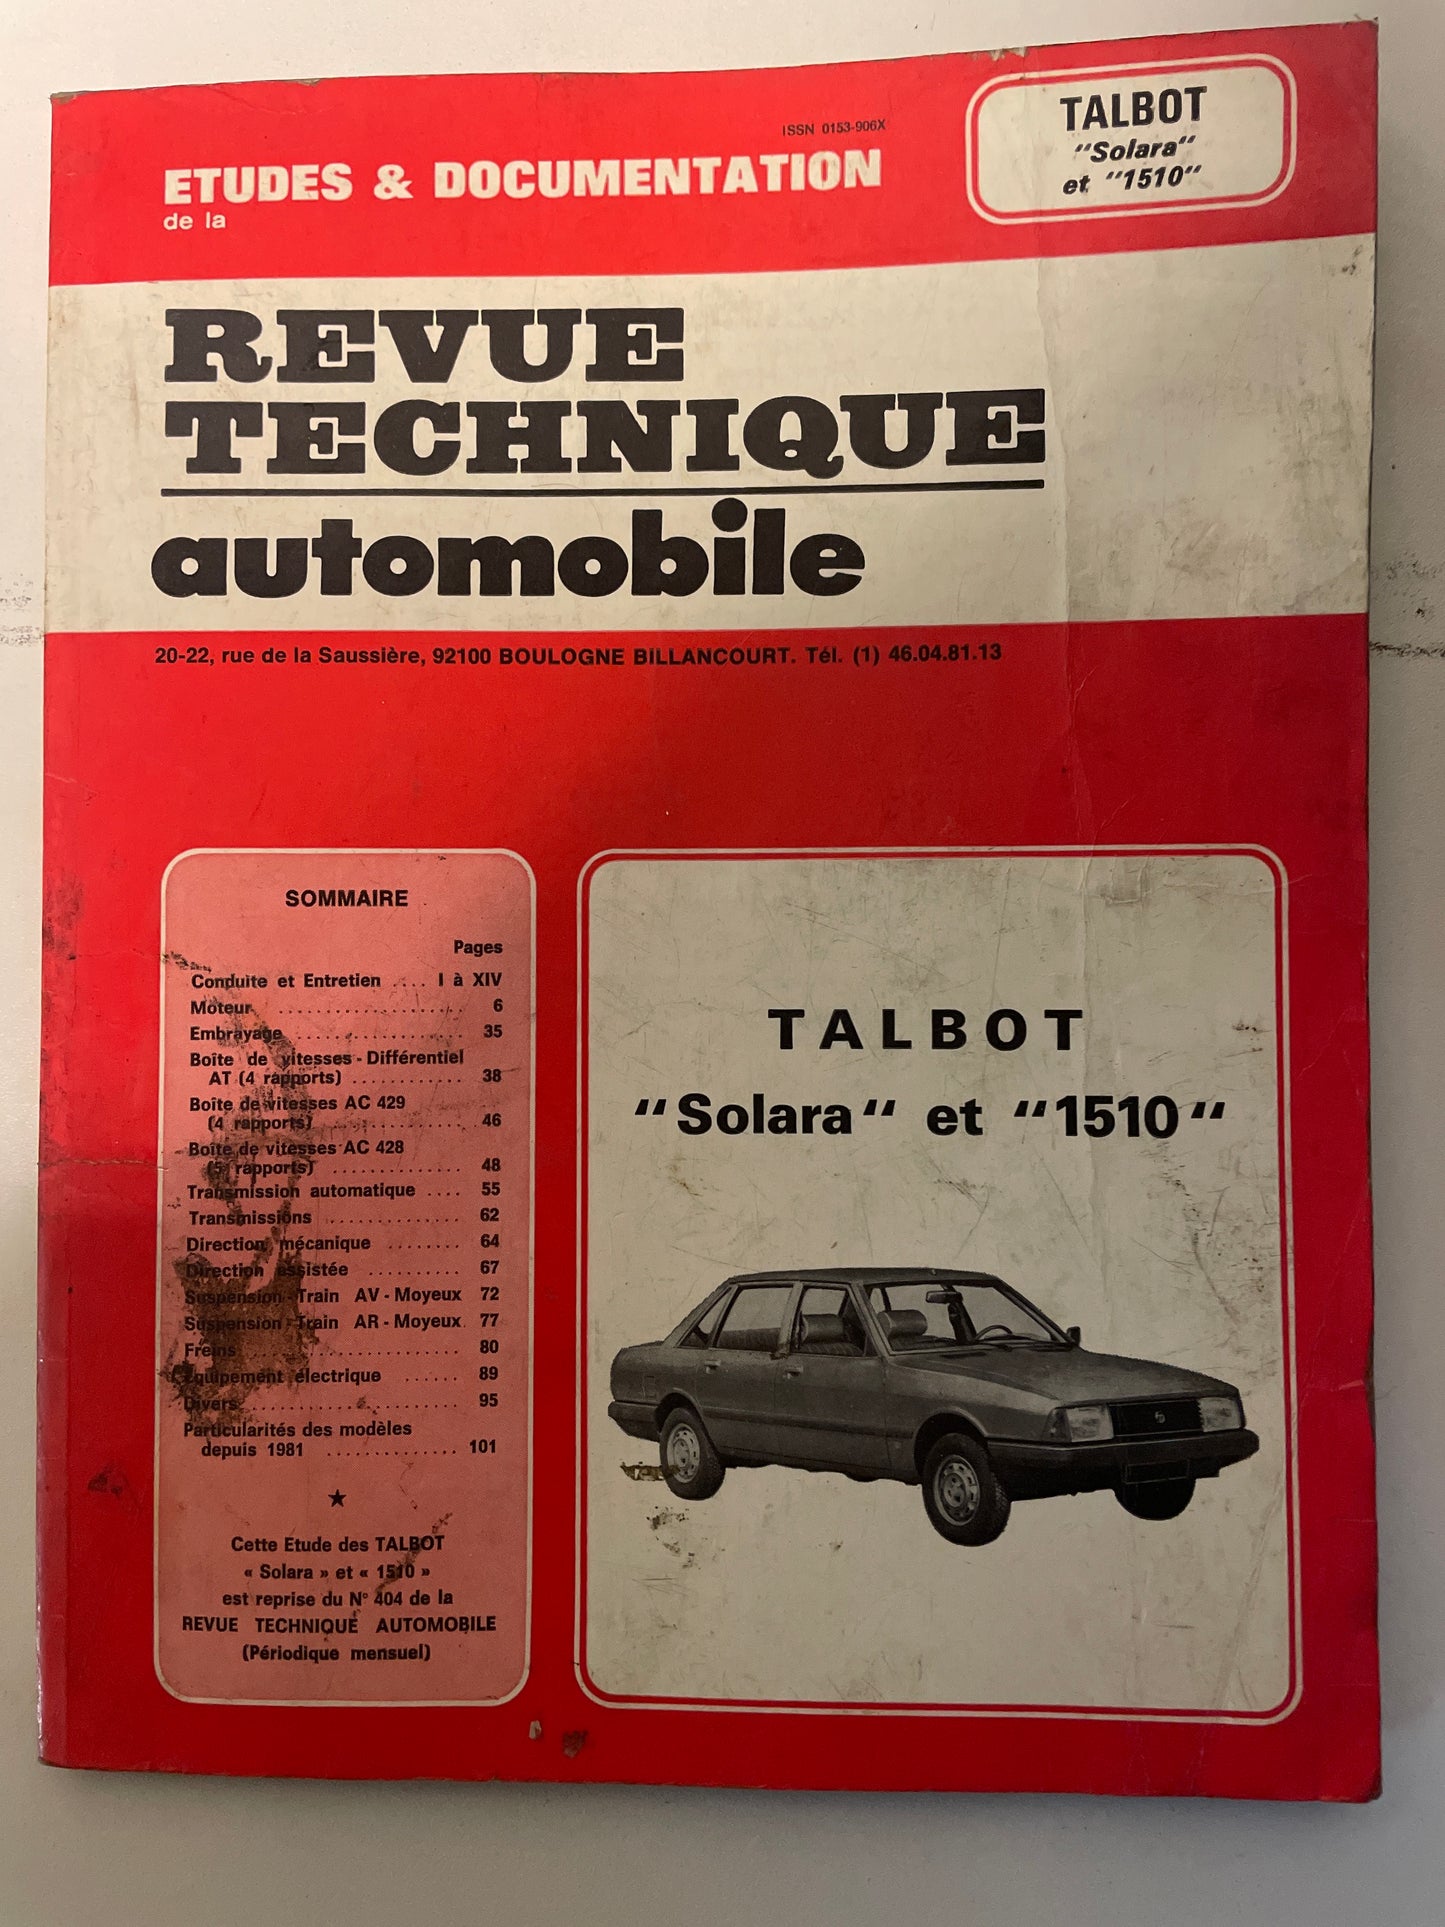 ISSN 0153-906X
ETUDES & DOCUMENTATION
de la
TALBOT
"Solara"
et "1510"
REVUE
TECHNIQUE
automobile
20-22, rue de la Saussière, 92100 BOULOGNE BILLANCOURT. Tél. (1) 46.04.81.13
SOMMAIRE
Pages
Conduite et Entretien .... I à XIV
Moteur .................... 6
Embrayage ................. 35
Boîte de vitesses - Différentiel
AT (4 rapports) ............ 38
Boîte de vitesses AC 429
(4 rapports) ............... 46
Boîte de vitesses AC 428
(5 rapports) .............. 48
Transmission automatique .... 55
Transmissions .............. 62
Direction mécanique ........ 64
Direction assistée .......... 67
Suspension - Train AV - Moyeux 72
Suspension - Train AR - Moyeux. 77
Freins ..................... 80
Equipement électrique ...... 89
Divers ..................... 95
Particularités des modèles
depuis 1981 .............. 101
★
Cette Etude des TALBOT
« Solara » et « 1510 »
est reprise du N° 404 de la
REVUE TECHNIQUE AUTOMOBILE
(Périodique mensuel)
TALBOT
"Solara" et "1510"